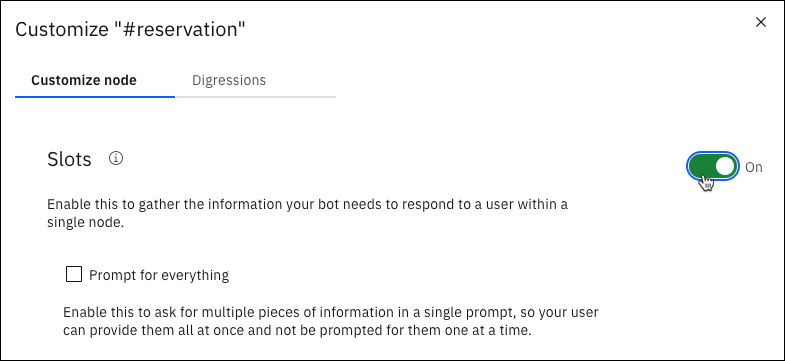 Customize "#reservation"
Customize node
Digressions
Slots
On
Enable this to gather the information your bot needs to respond to a user within a
single node.
Prompt for everything
Enable this to ask for multiple pieces of information in a single prompt, so your user
can provide them all at once and not be prompted for them one at a time.